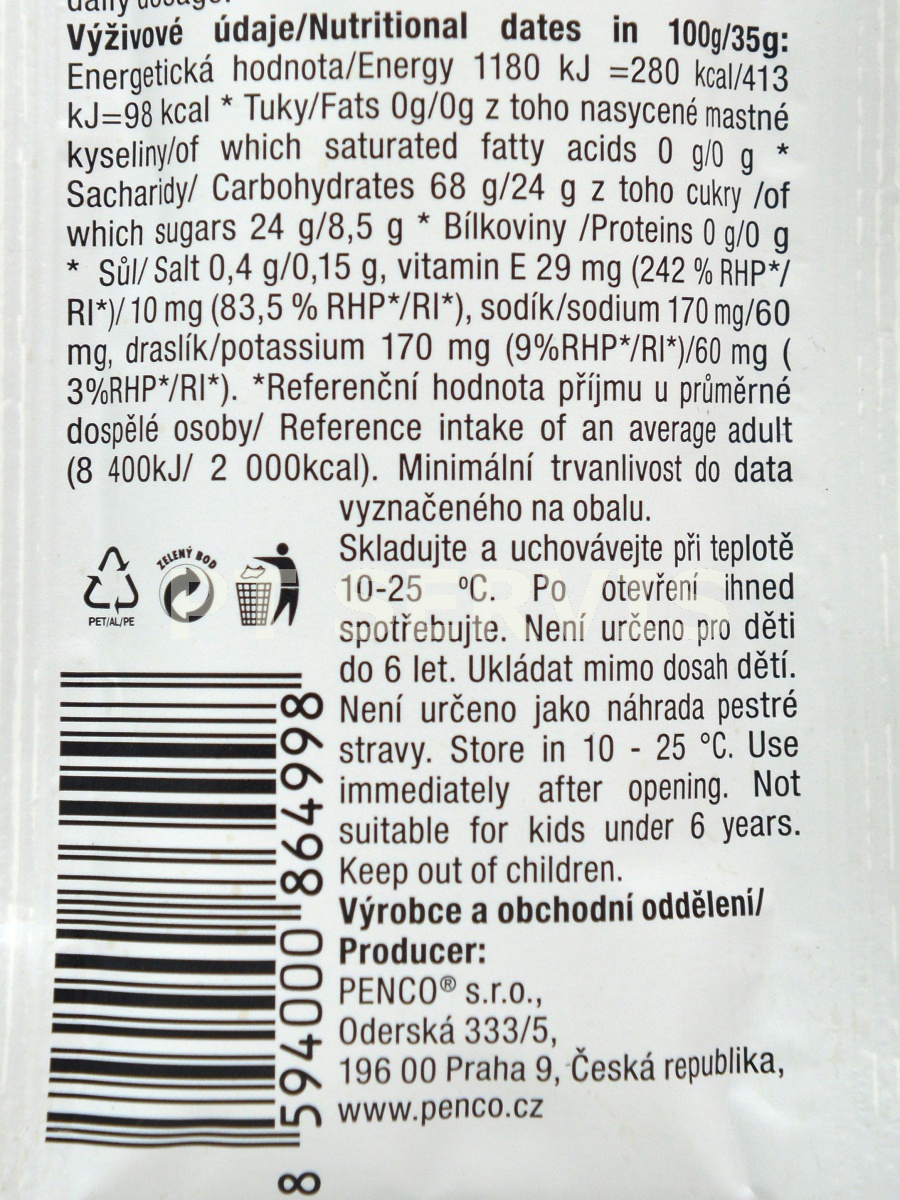 daily dosage.
Výživové údaje/Nutritional dates in 100g/35g:
Energetická hodnota/Energy 1180 kJ =280 kcal/413
kJ=98 kcal * Tuky/Fats 0g/0g z toho nasycené mastné
kyseliny/of which saturated fatty acids 0 g/0 g *
Sacharidy/ Carbohydrates 68 g/24 g z toho cukry /of
which sugars 24 g/8,5 g * Bílkoviny /Proteins 0 g/0 g
* Sůl/ Salt 0,4 g/0,15 g, vitamin E 29 mg (242 % RHP*/
RI*)/ 10 mg (83,5 % RHP*/RI*), sodík/sodium 170 mg/60
mg, draslík/potassium 170 mg (9%RHP*/RI*)/60 mg (
3%RHP*/RI*). *Referenční hodnota příjmu u průměrné
dospělé osoby/ Reference intake of an average adult
(8 400kJ/ 2 000kcal). Minimální trvanlivost do data
vyznačeného na obalu.
Skladujte a uchovávejte při teplotě
10-25 ºC. Po otevření ihned
spotřebujte. Není určeno pro děti
do 6 let. Ukládat mimo dosah dětí.
Není určeno jako náhrada pestré
stravy. Store in 10 - 25 ºC. Use
immediately after opening. Not
suitable for kids under 6 years.
Keep out of children.
Výrobce a obchodní oddělení/
Producer:
PENCO® s.r.o.,
Oderská 333/5,
196 00 Praha 9, Česká republika,
www.penco.cz
ZELENÝ BOD
PET/AL/PE
8 594000 864998
PT SERVIS